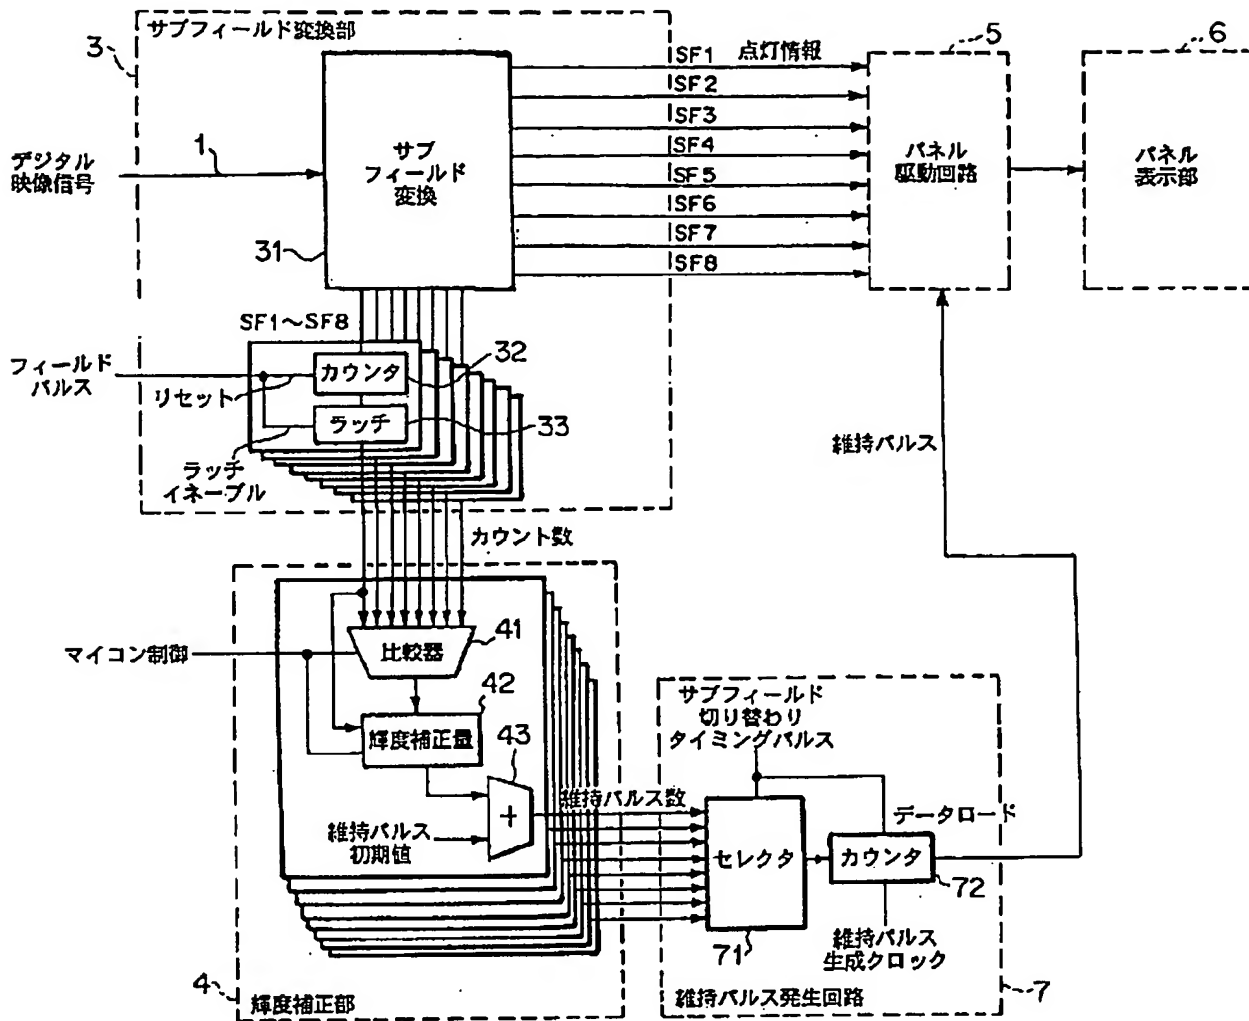 サブフィールド変換部
3
5
6
SF1 点灯情報
SF2
SF3
SF4
SF5
SF6
SF7
SF8
デジタル
映像信号
1
サブ
フィールド
変換
31
パネル
駆動回路
パネル
表示部
SF1～SF8
フィールド
パルス
リセット
カウンタ
32
ラッチ
33
ラッチ
イネーブル
維持パルス
カウント数
マイコン制御
比較器
41
42
輝度補正量
43
+
維持パルス
初期値
維持パルス数
サブフィールド
切り替わり
タイミングパルス
データロード
セレクタ
カウンタ
72
71
維持パルス
生成クロック
4
輝度補正部
維持パルス発生回路
7